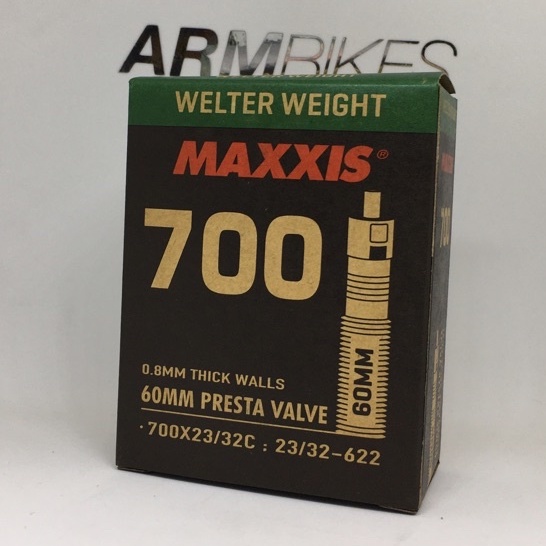 ARMBIKES
WELTER WEIGHT
MAXXIS®
700
60MM
0.8MM THICK WALLS
60MM PRESTA VALVE
·700X23/32C : 23/32-622